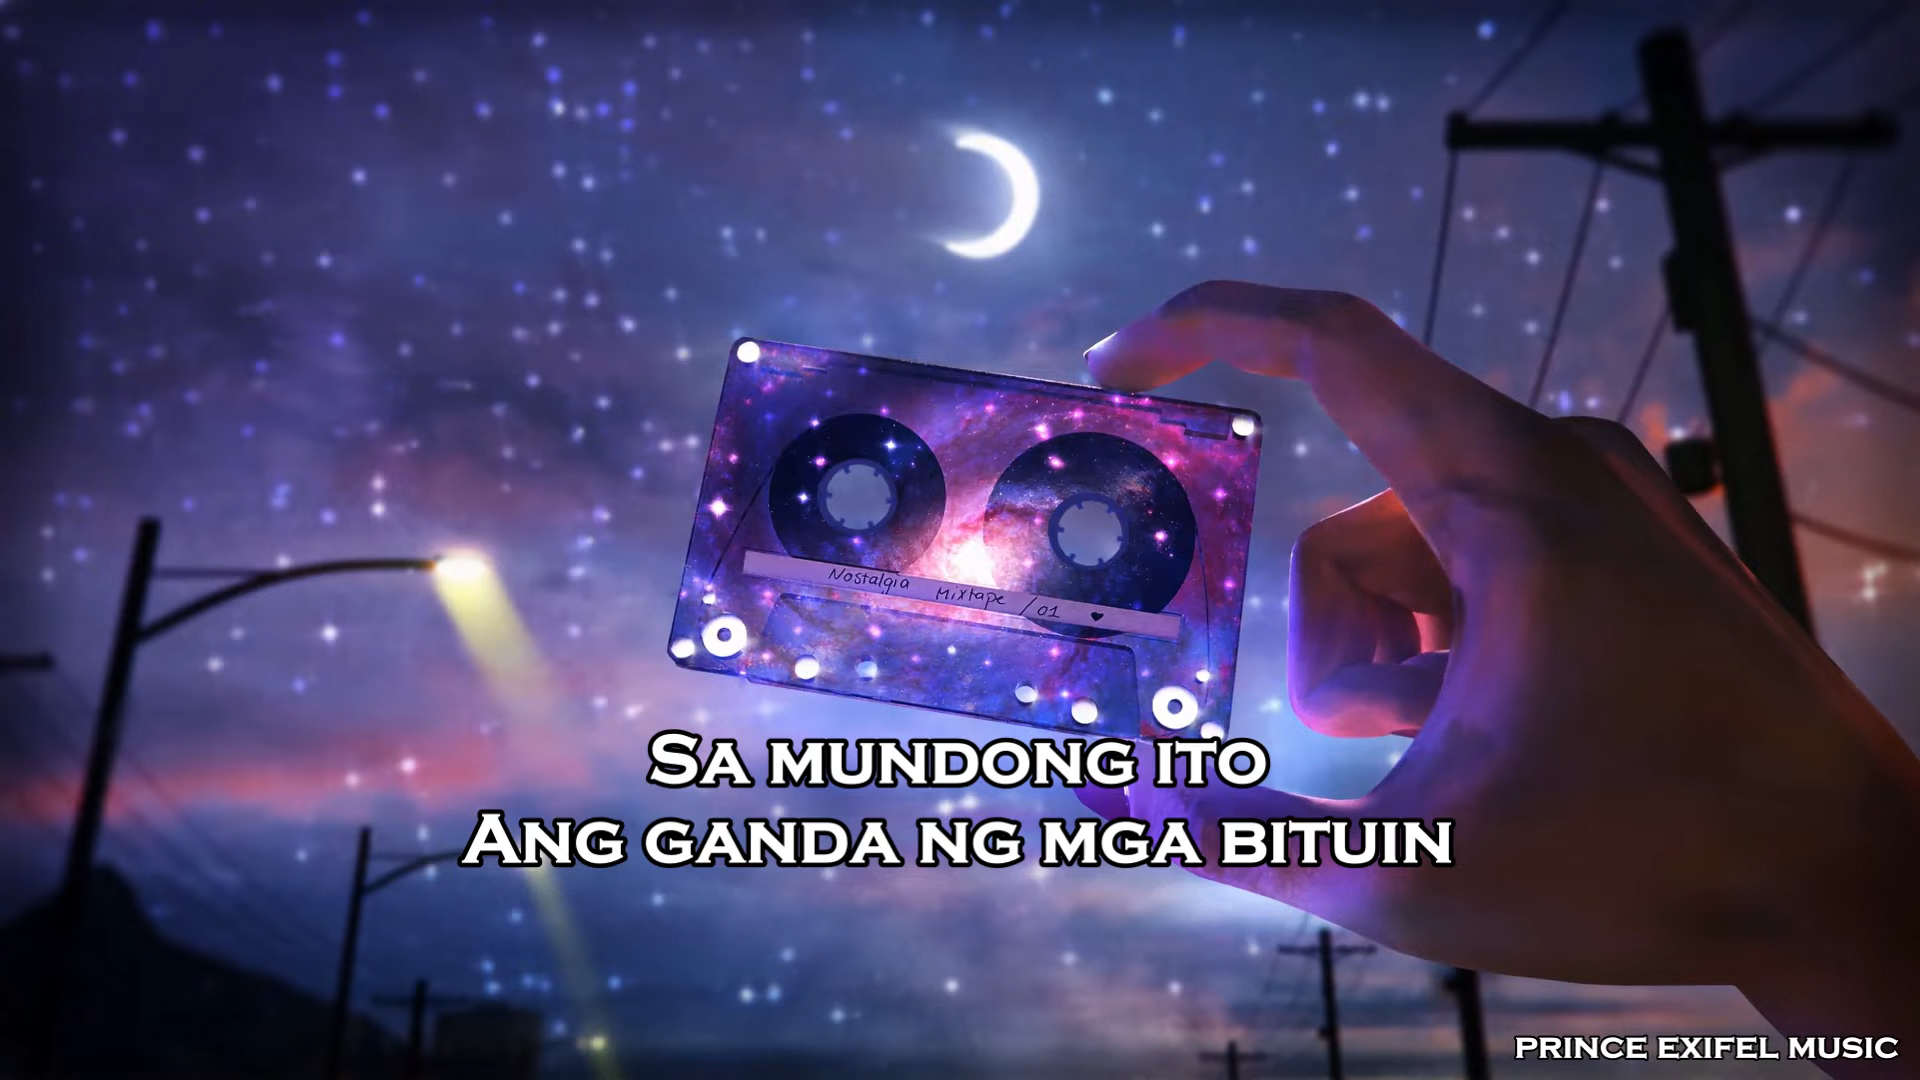 Nostalgia Mixtape /01 ♥
SA MUNDONG ITO
ANG GANDA NG MGA BITUIN
PRINCE EXIFEL MUSIC